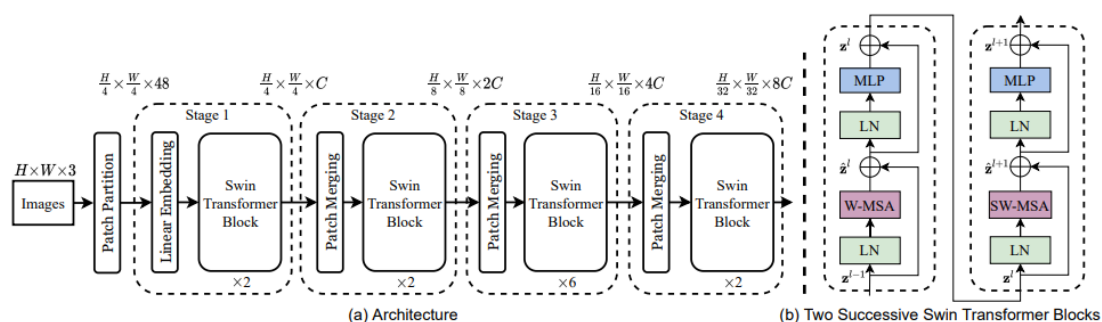 H/4 × W/4 × 48
H/4 × W/4 × C
H/8 × W/8 × 2C
H/16 × W/16 × 4C
H/32 × W/32 × 8C
Stage 1
Stage 2
Stage 3
Stage 4
H×W×3
Images
Patch Partition
Linear Embedding
Swin
Transformer
Block
×2
Patch Merging
Swin
Transformer
Block
×2
Patch Merging
Swin
Transformer
Block
×6
Patch Merging
Swin
Transformer
Block
×2
(a) Architecture
z^l
MLP
LN
ẑ^l
W-MSA
LN
z^{l-1}
z^{l+1}
MLP
LN
ẑ^{l+1}
SW-MSA
LN
z^l
(b) Two Successive Swin Transformer Blocks